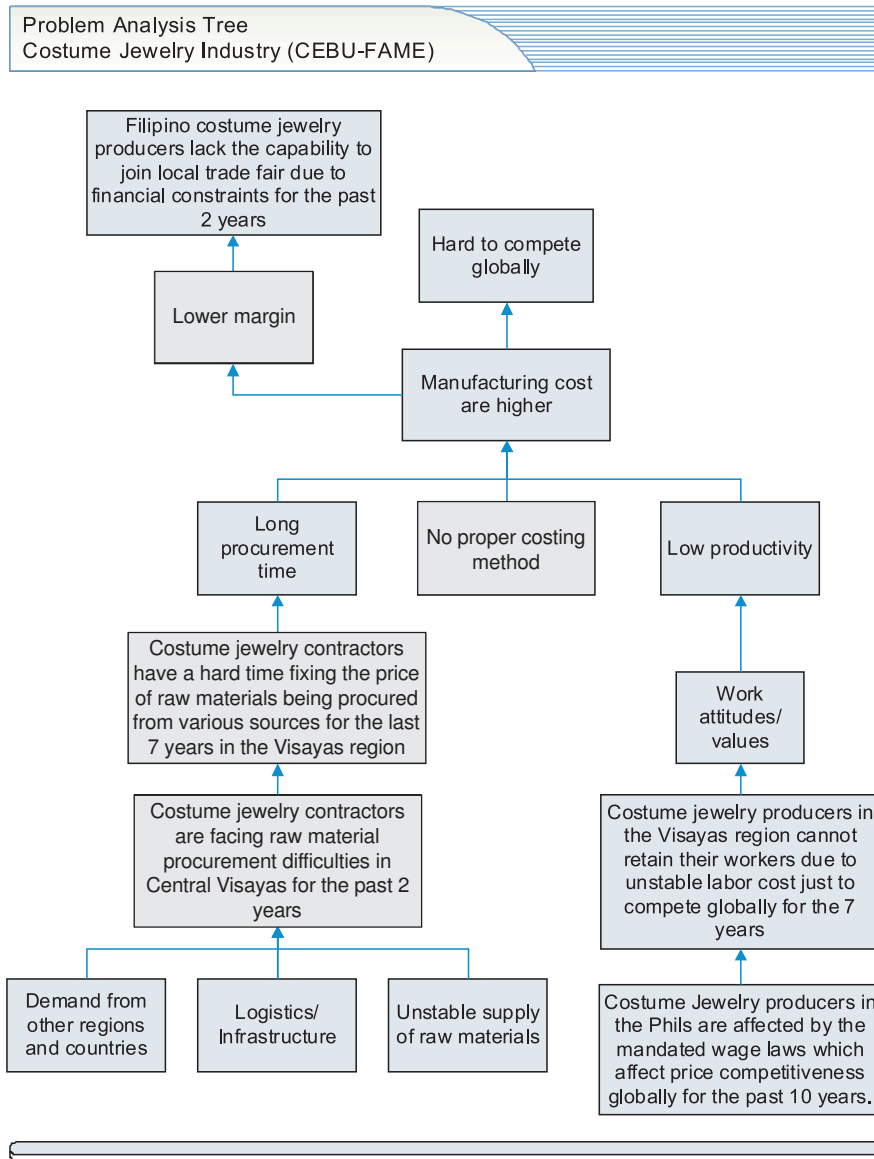 Problem Analysis Tree
Costume Jewelry Industry (CEBU-FAME)
Filipino costume jewelry
producers lack the capability to
join local trade fair due to
financial constraints for the past
2 years
Hard to compete
globally
Lower margin
Manufacturing cost
are higher
Long
procurement
time
No proper costing
method
Low productivity
Costume jewelry contractors
have a hard time fixing the price
of raw materials being procured
from various sources for the last
7 years in the Visayas region
Work
attitudes/
values
Costume jewelry contractors
are facing raw material
procurement difficulties in
Central Visayas for the past 2
years
Costume jewelry producers in
the Visayas region cannot
retain their workers due to
unstable labor cost just to
compete globally for the 7
years
Demand from
other regions
and countries
Logistics/
Infrastructure
Unstable supply
of raw materials
Costume Jewelry producers in
the Phils are affected by the
mandated wage laws which
affect price competitiveness
globally for the past 10 years.